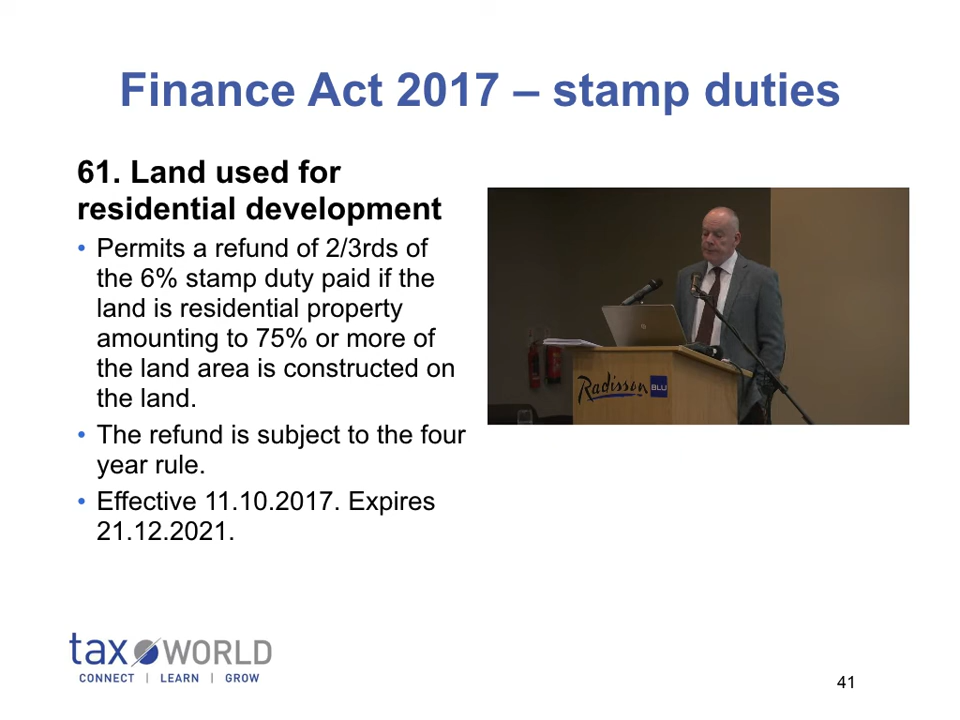 Finance Act 2017 – stamp duties
61. Land used for
residential development
• Permits a refund of 2/3rds of
the 6% stamp duty paid if the
land is residential property
amounting to 75% or more of
the land area is constructed on
the land.
• The refund is subject to the four
year rule.
• Effective 11.10.2017. Expires
21.12.2021.
Radisson BLU
tax WORLD
CONNECT | LEARN | GROW
41